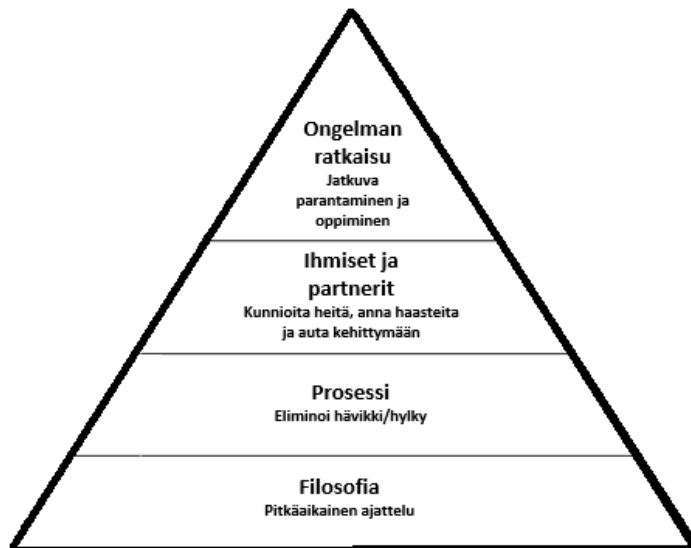 Ongelman
ratkaisu
Jatkuva
parantaminen ja
oppiminen
Ihmiset ja
partnerit
Kunnioita heitä, anna haasteita
ja auta kehittymään
Prosessi
Eliminoi hävikki/hylky
Filosofia
Pitkäaikainen ajattelu